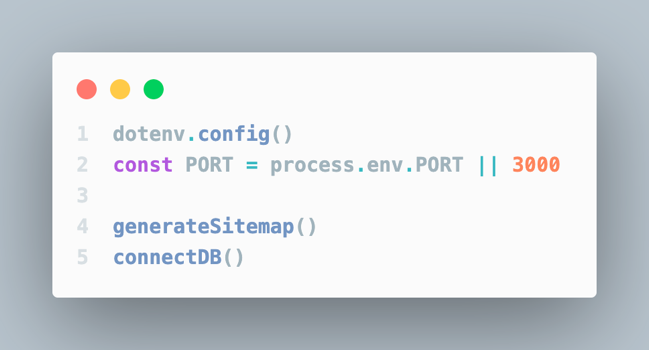 1 dotenv.config()
2 const PORT = process.env.PORT || 3000
3
4 generateSitemap()
5 connectDB()